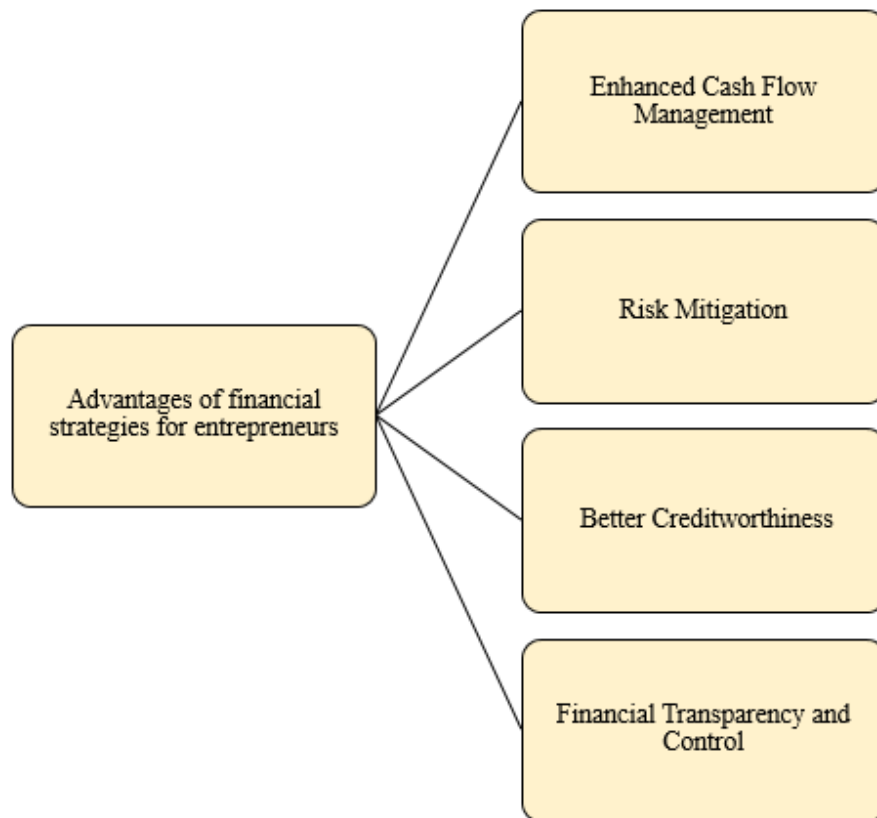 Enhanced Cash Flow
Management
Risk Mitigation
Advantages of financial
strategies for entrepreneurs
Better Creditworthiness
Financial Transparency and
Control